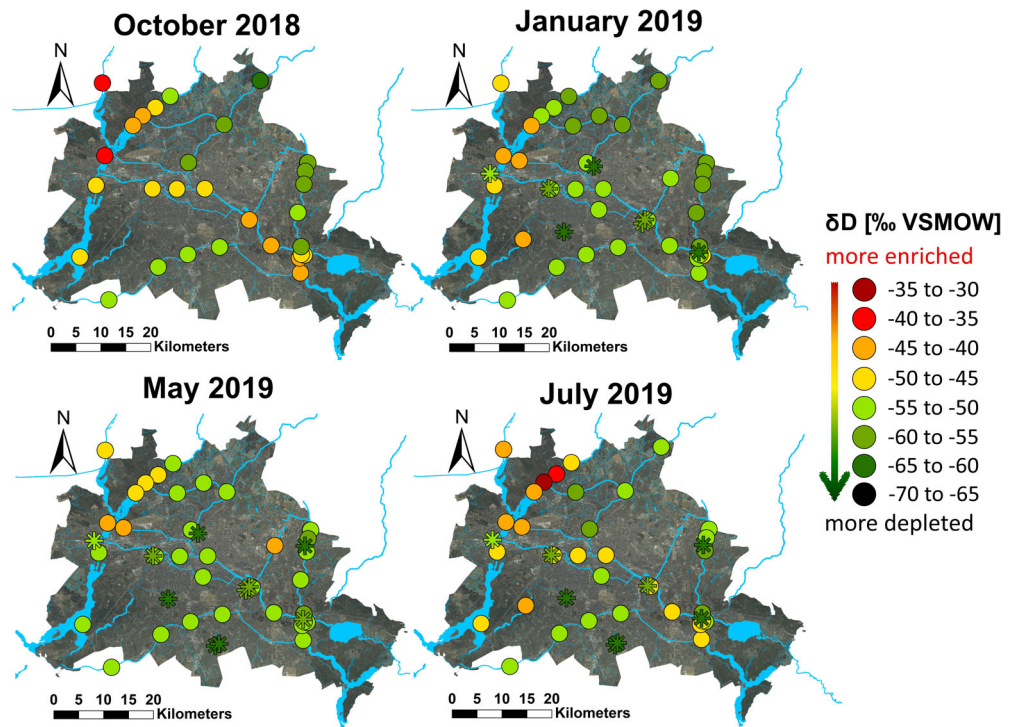 October 2018
January 2019
N
N
0 5 10 15 20
Kilometers
0 5 10 15 20
Kilometers
May 2019
July 2019
N
N
0 5 10 15 20
Kilometers
0 5 10 15 20
Kilometers
δD [‰ VSMOW]
more enriched
-35 to -30
-40 to -35
-45 to -40
-50 to -45
-55 to -50
-60 to -55
-65 to -60
-70 to -65
more depleted